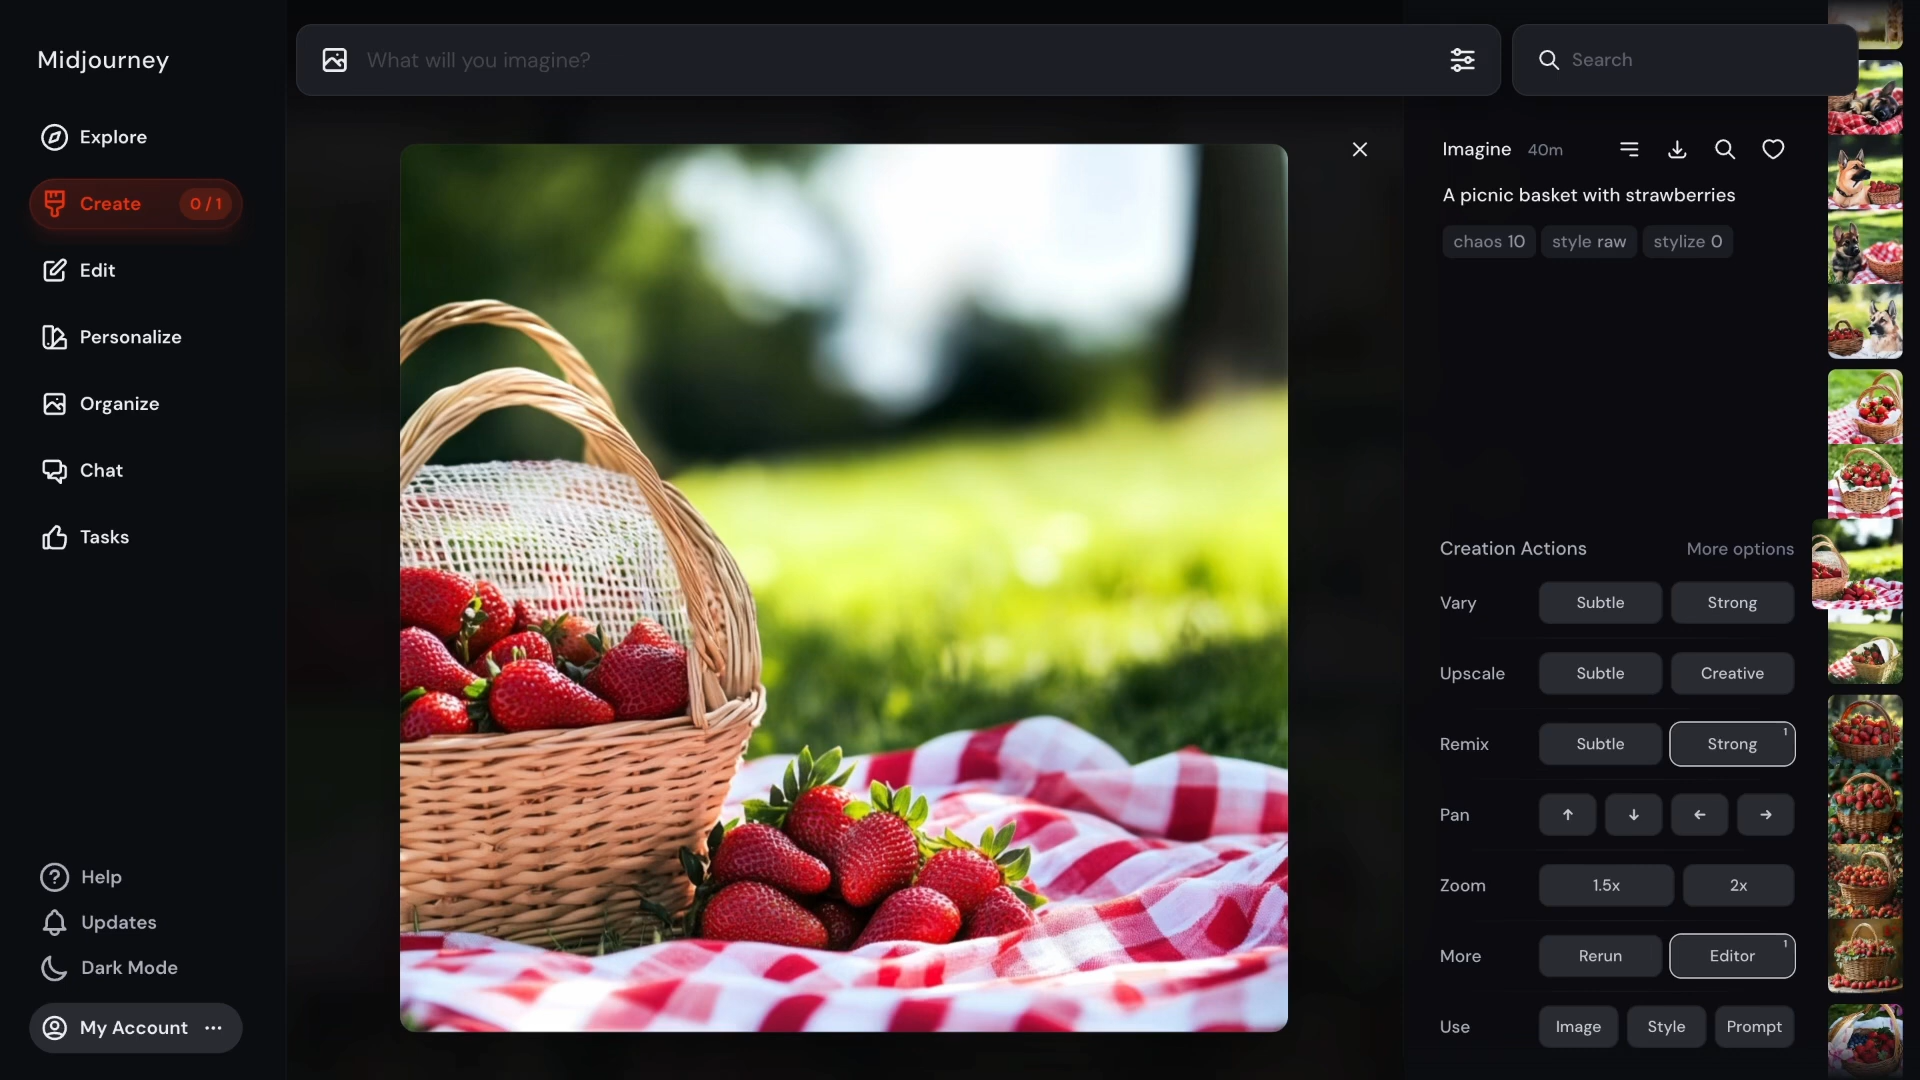 Midjourney
What will you imagine?
Search
Explore
Create 0 / 1
Edit
Personalize
Organize
Chat
Tasks
Help
Updates
Dark Mode
My Account
Imagine 40m
A picnic basket with strawberries
chaos 10 style raw stylize 0
Creation Actions More options
Vary Subtle Strong
Upscale Subtle Creative
Remix Subtle Strong 1
Pan
Zoom 1.5x 2x
More Rerun Editor 1
Use Image Style Prompt